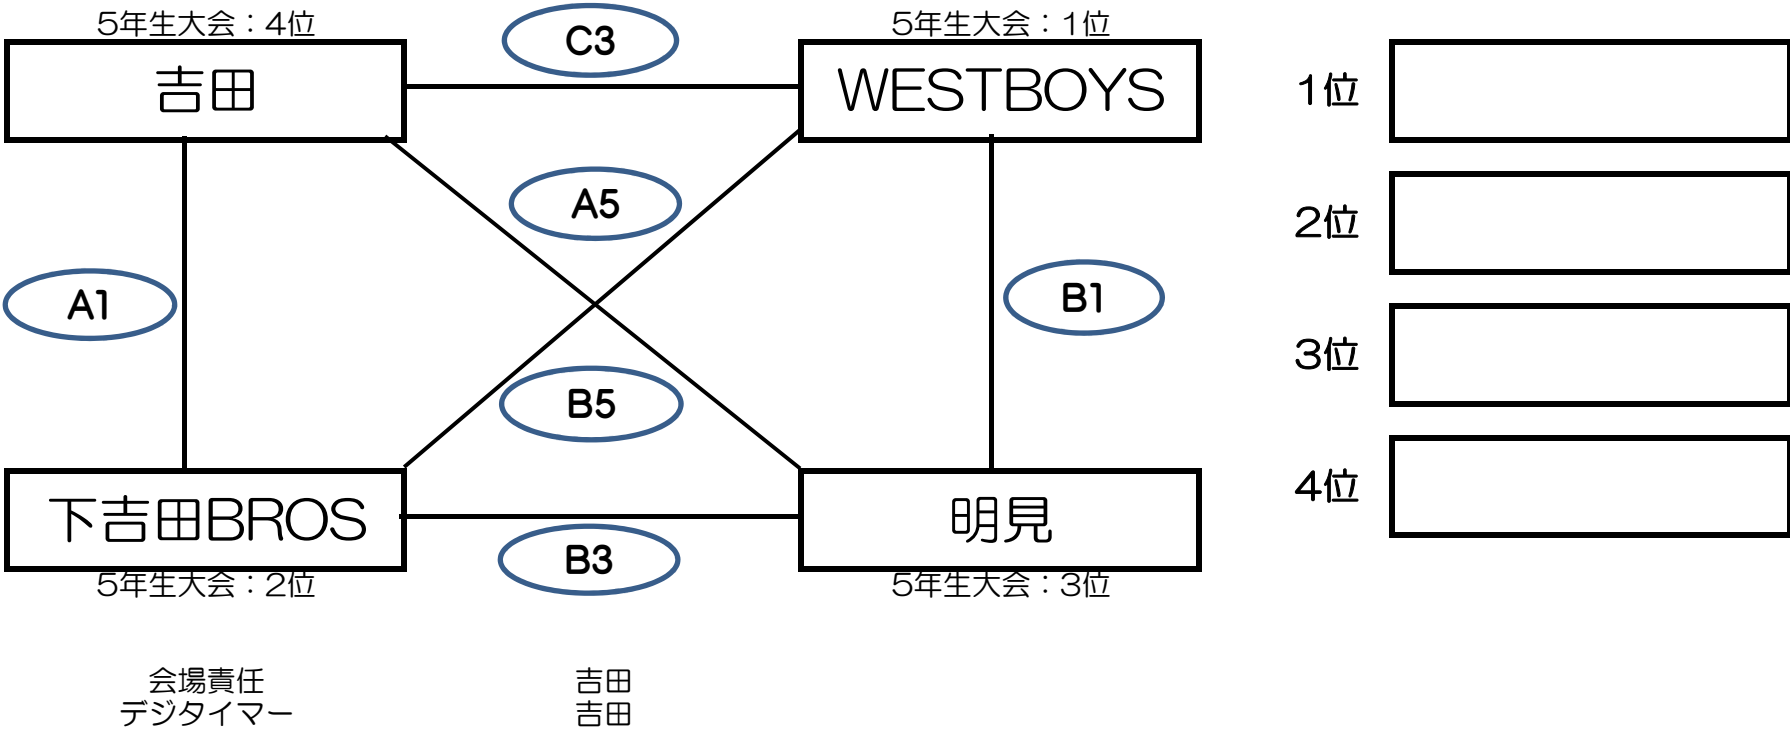 5年生大会：4位
C3
5年生大会：1位
吉田
WESTBOYS
1位
A5
2位
A1
B1
3位
B5
4位
下吉田BROS
明見
B3
5年生大会：2位
5年生大会：3位
会場責任 吉田
デジタイマー 吉田